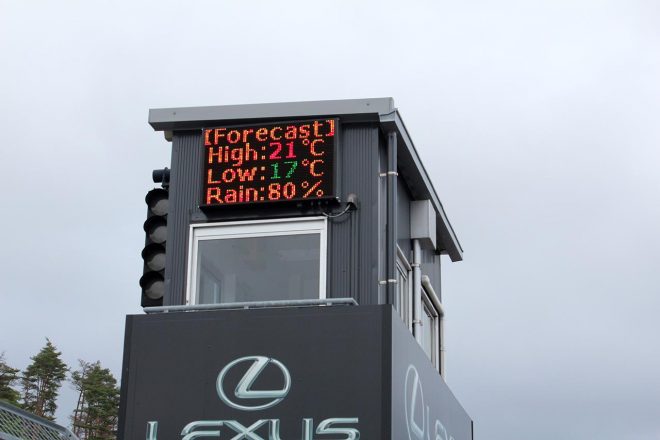 [Forecast]
High:21℃
Low:17℃
Rain:80%
LEXUS